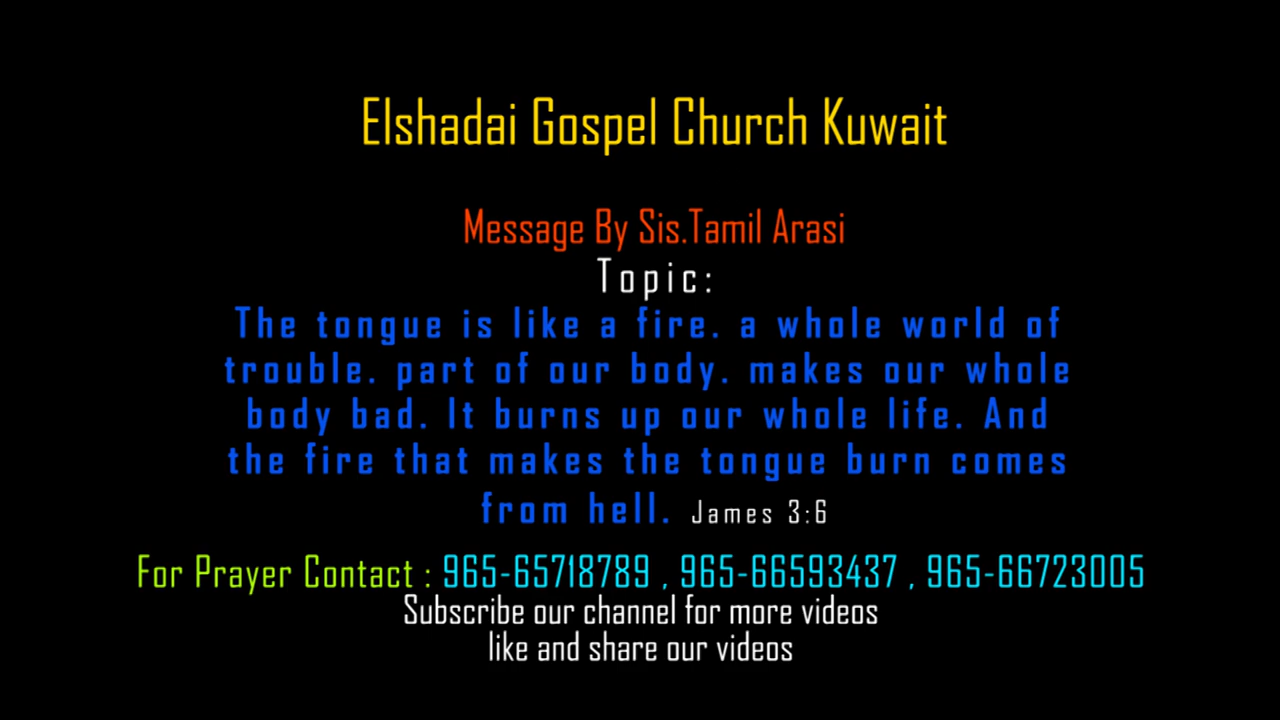 Elshadai Gospel Church Kuwait
Message By Sis.Tamil Arasi
Topic:
The tongue is like a fire. a whole world of
trouble. part of our body. makes our whole
body bad. It burns up our whole life. And
the fire that makes the tongue burn comes
from hell. James 3:6
For Prayer Contact : 965-65718789 , 965-66593437 , 965-66723005
Subscribe our channel for more videos
like and share our videos